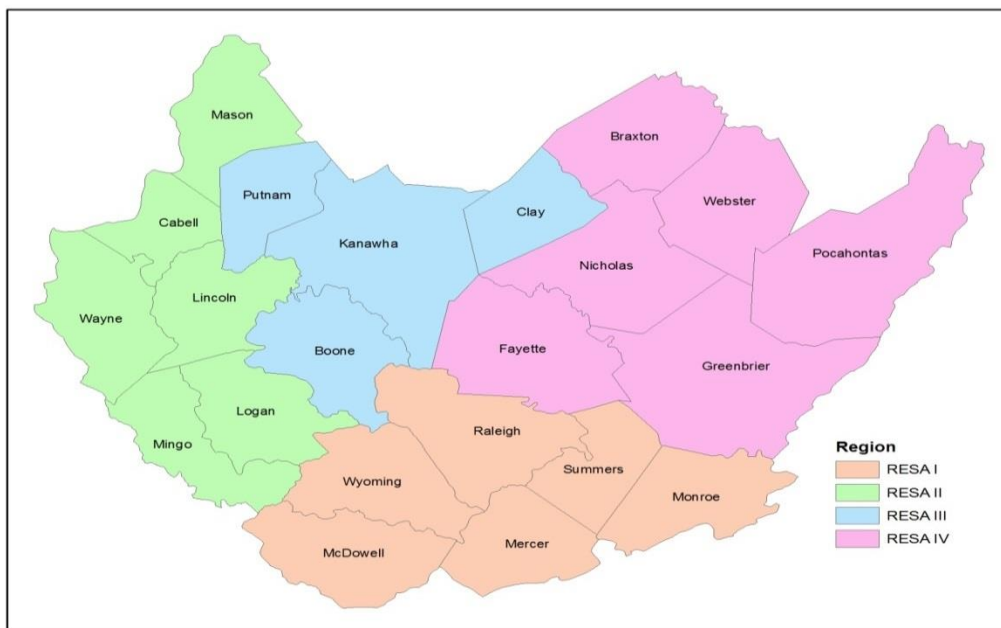 Mason
Braxton
Putnam
Clay
Webster
Cabell
Kanawha
Pocahontas
Nicholas
Lincoln
Wayne
Boone
Fayette
Greenbrier
Logan
Raleigh
Mingo
Wyoming
Summers
Monroe
McDowell
Mercer
Region
RESA I
RESA II
RESA III
RESA IV